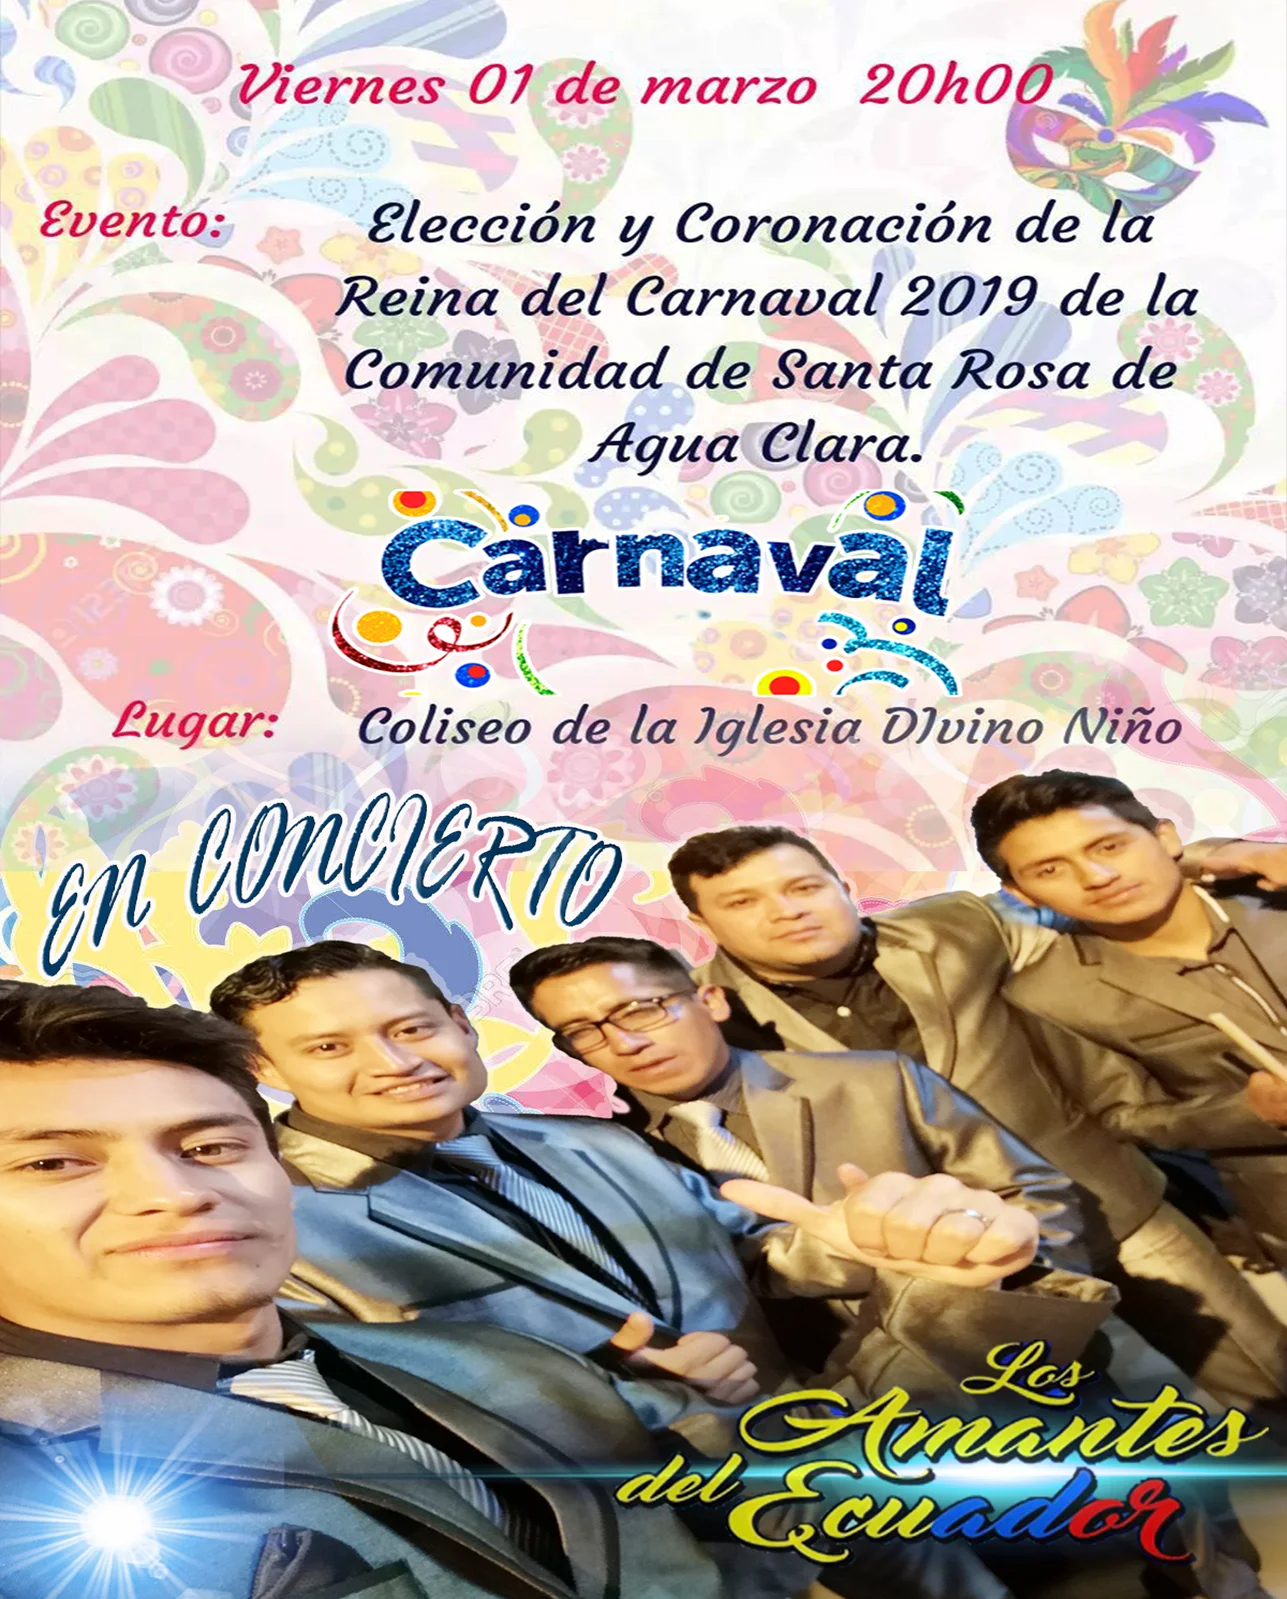 Viernes 01 de marzo 20h00
Evento:
Elección y Coronación de la
Reina del Carnaval 2019 de la
Comunidad de Santa Rosa de
Agua Clara.
Carnaval
Lugar: Coliseo de la Iglesia DIvino Niño
EN CONCIERTO
Los
Amantes
del Ecuador